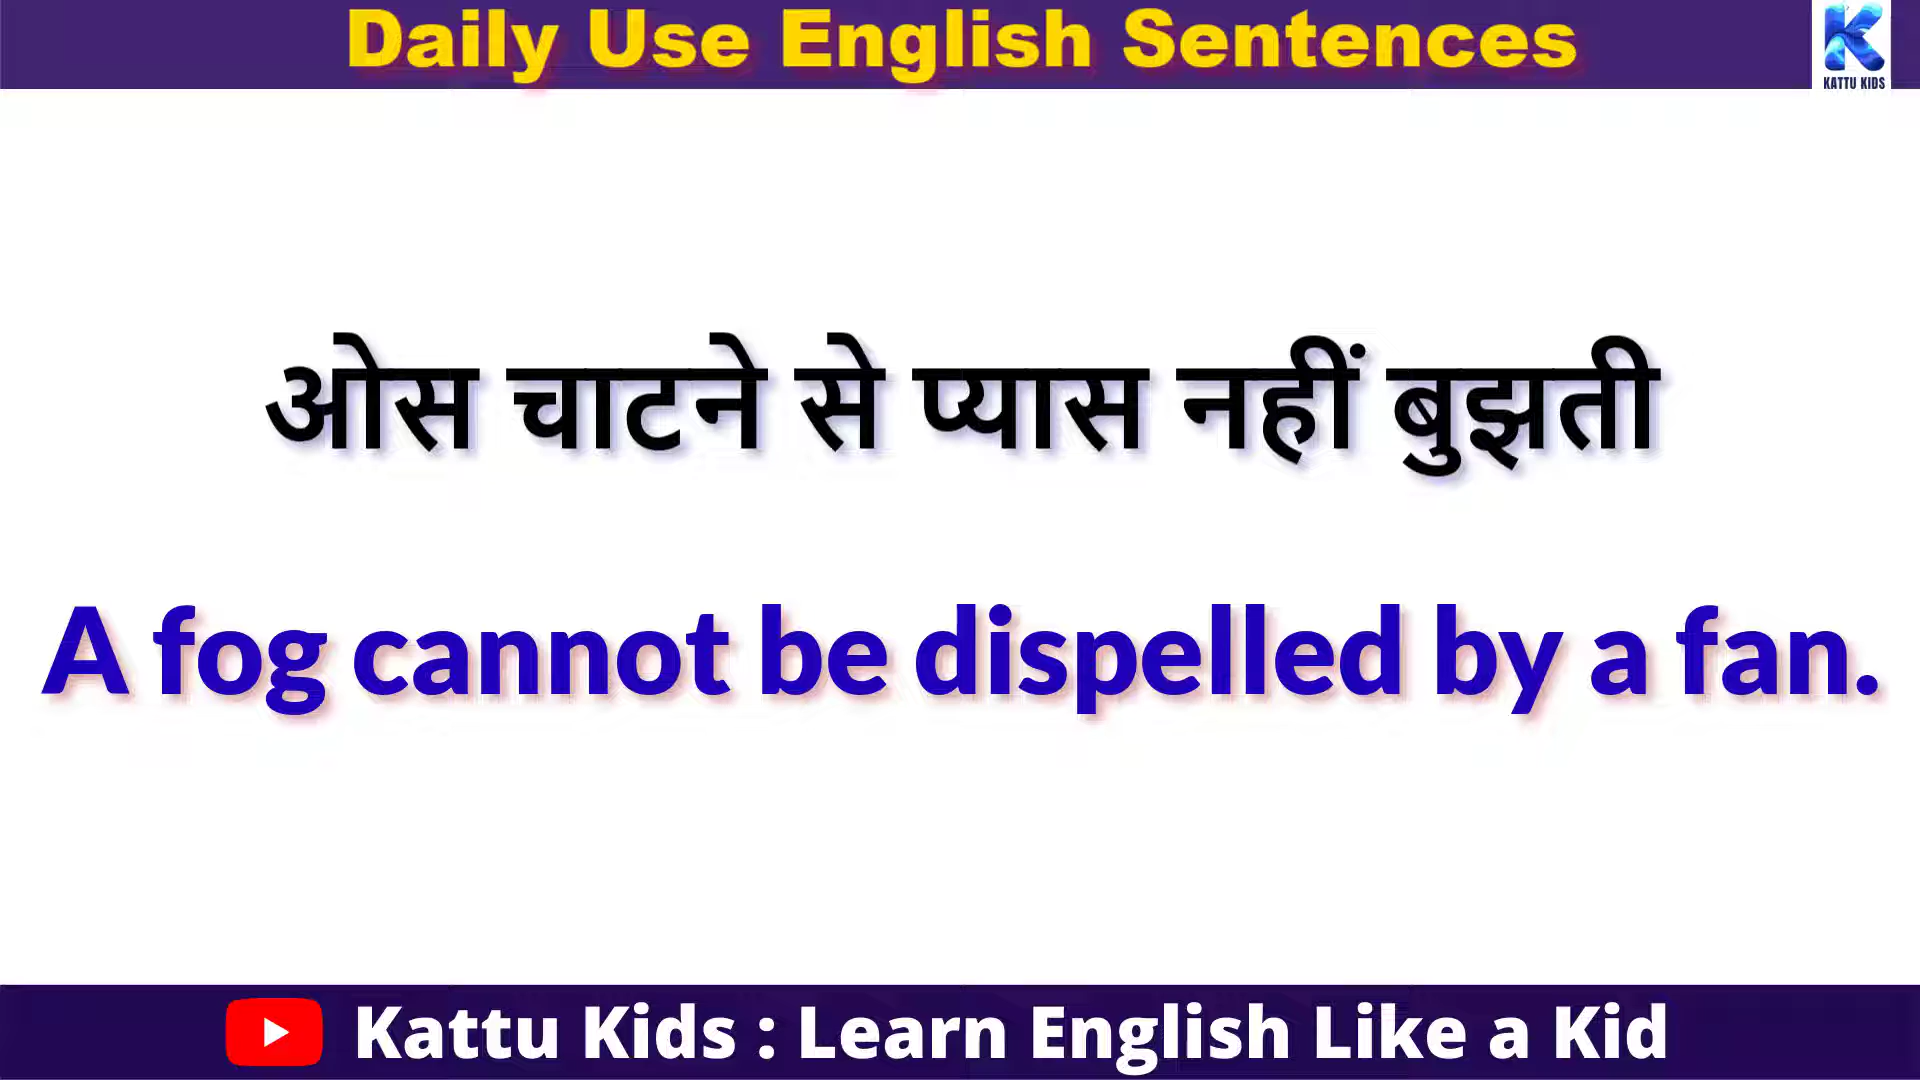 Daily Use English Sentences
KATTU KIDS
ओस चाटने से प्यास नहीं बुझती
A fog cannot be dispelled by a fan.
Kattu Kids : Learn English Like a Kid